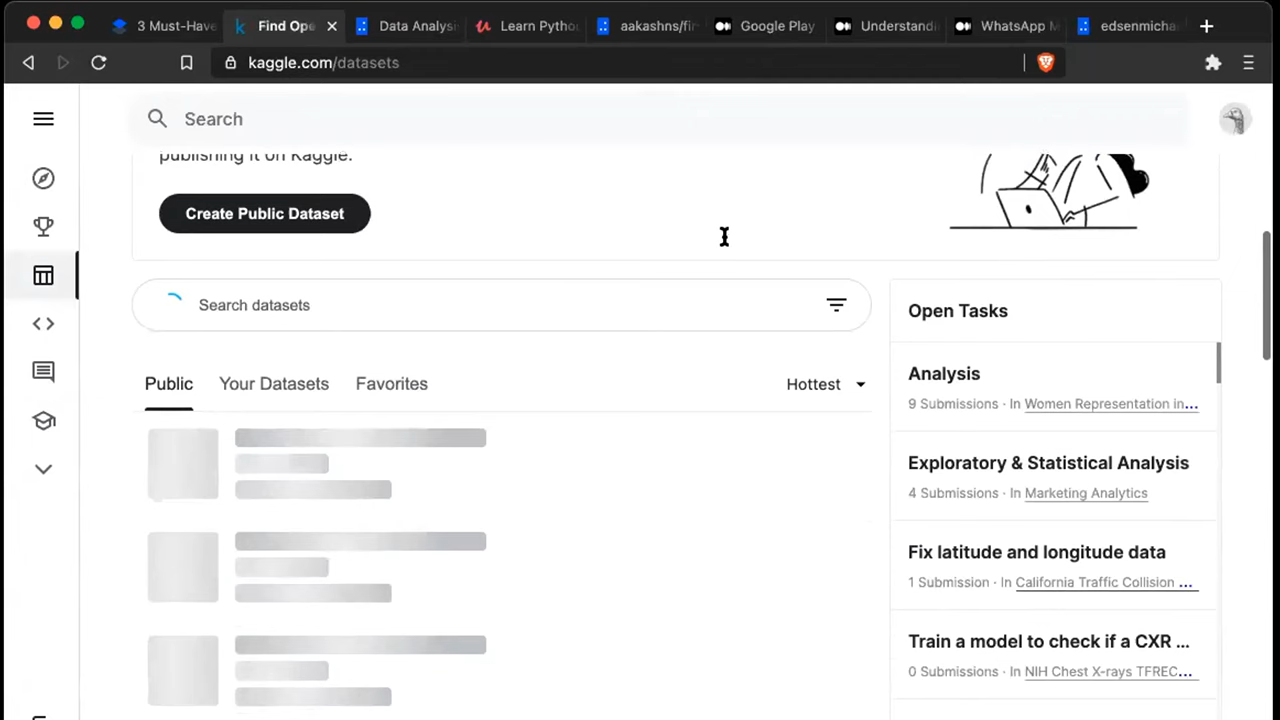 3 Must-Have
Find Ope
Data Analysis
Learn Python
aakashns/fir
Google Play
Understandi
WhatsApp M
edsenmicha
kaggle.com/datasets
Search
publishing it on Kaggle.
Create Public Dataset
Search datasets
Public Your Datasets Favorites Hottest
Open Tasks
Analysis
9 Submissions · In Women Representation in...
Exploratory & Statistical Analysis
4 Submissions · In Marketing Analytics
Fix latitude and longitude data
1 Submission · In California Traffic Collision ...
Train a model to check if a CXR ...
0 Submissions · In NIH Chest X-rays TFREC...